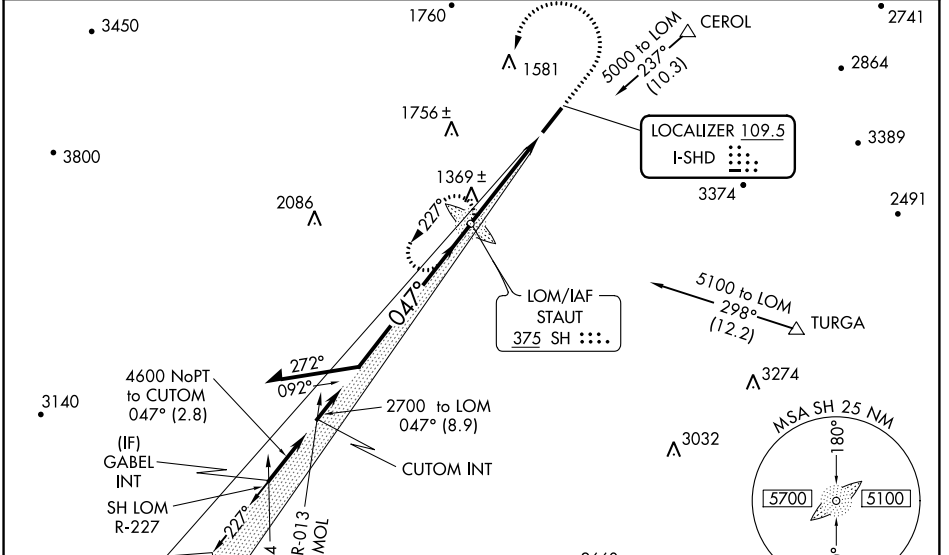 3450
1760
2741
CEROL
5000 to LOM
237°
(10.3)
1581
2864
1756 ±
LOCALIZER 109.5
I-SHD
3389
3800
3374
1369 ±
2491
2086
227°
047°
LOM/IAF
STAUT
375 SH
5100 to LOM
298°
(12.2)
TURGA
272°
092°
4600 NoPT
to CUTOM
047° (2.8)
3140
2700 to LOM
047° (8.9)
3274
MSA SH 25 NM
(IF)
GABEL
INT
CUTOM INT
3032
180°
5700
5100
SH LOM
R-227
227°
4
R-013
MOL